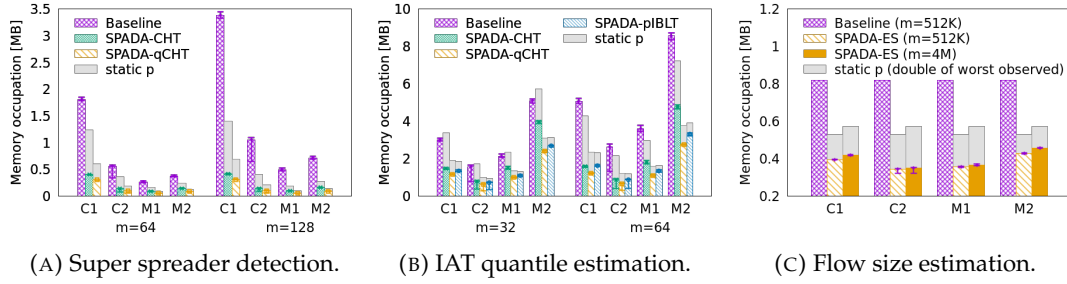 Memory occupation [MB]
3.5
3
2.5
2
1.5
1
0.5
0
Baseline
SPADA-CHT
SPADA-qCHT
static p
C1 C2 M1 M2 C1 C2 M1 M2
m=64 m=128
(A) Super spreader detection.
Memory occupation [MB]
10
8
6
4
2
0
Baseline SPADA-pIBLT
SPADA-CHT static p
SPADA-qCHT
C1 C2 M1 M2 C1 C2 M1 M2
m=32 m=64
(B) IAT quantile estimation.
Memory occupation [MB]
1.2
1
0.8
0.6
0.4
0.2
Baseline (m=512K)
SPADA-ES (m=512K)
SPADA-ES (m=4M)
static p (double of worst observed)
C1 C2 M1 M2
(C) Flow size estimation.